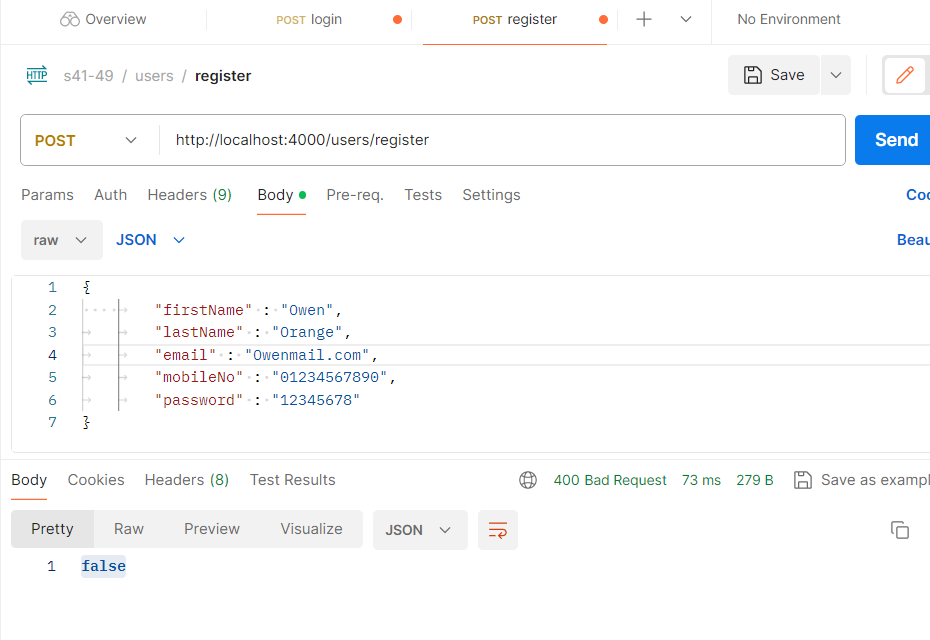 Overview POST login POST register No Environment
HTTP s41-49 / users / register Save
POST http://localhost:4000/users/register Send
Params Auth Headers (9) Body Pre-req. Tests Settings Coo
raw JSON Beau
1 {
2 "firstName" : "Owen",
3 "lastName" : "Orange",
4 "email" : "Owenmail.com",
5 "mobileNo" : "01234567890",
6 "password" : "12345678"
7 }
Body Cookies Headers (8) Test Results 400 Bad Request 73 ms 279 B Save as exampl
Pretty Raw Preview Visualize JSON
1 false